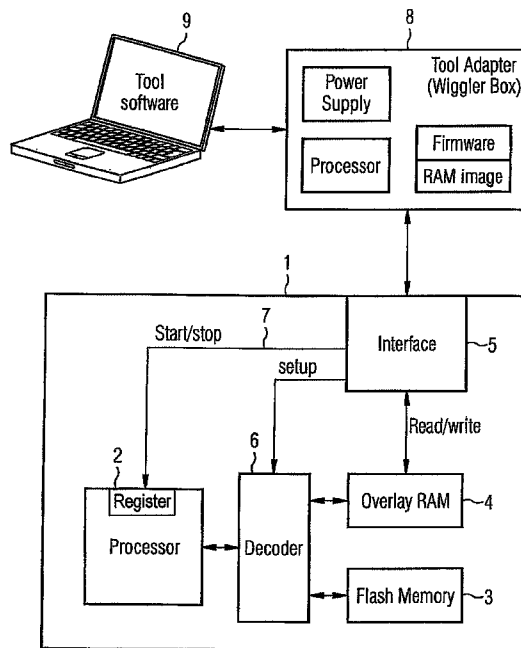 9
Tool
software
8
Tool Adapter
(Wiggler Box)
Power
Supply
Processor
Firmware
RAM image
1
7
Start/stop
Interface
5
setup
Read/write
2
6
Register
Processor
Decoder
Overlay RAM
4
Flash Memory
3